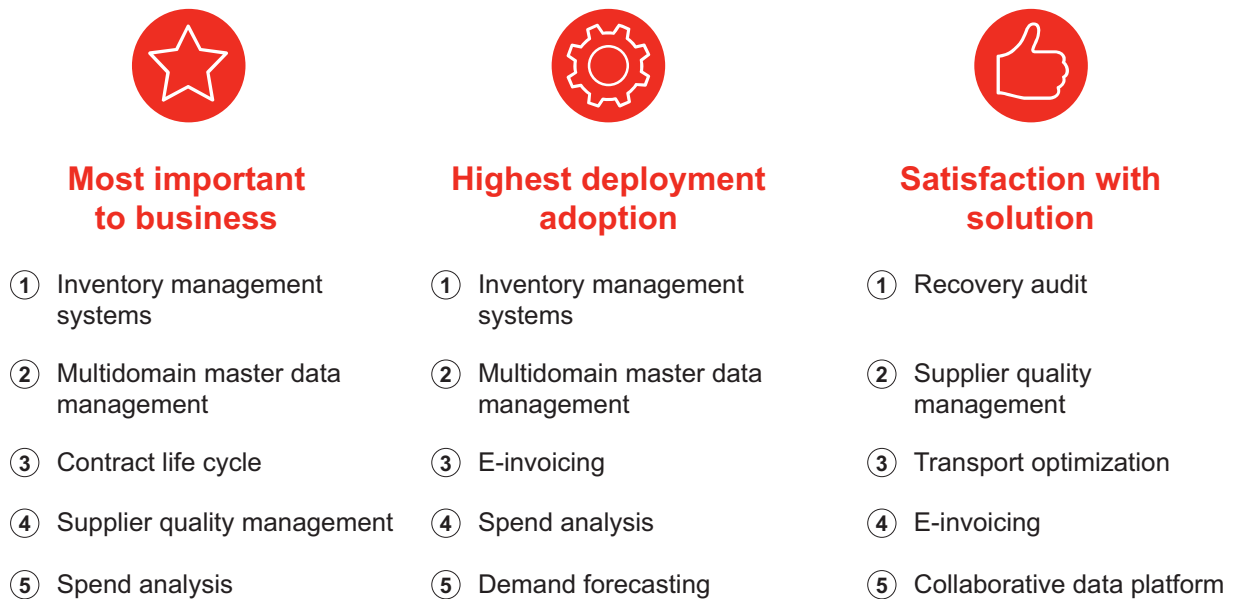 Most important
to business
1 Inventory management
systems
2 Multidomain master data
management
3 Contract life cycle
4 Supplier quality management
5 Spend analysis
Highest deployment
adoption
1 Inventory management
systems
2 Multidomain master data
management
3 E-invoicing
4 Spend analysis
5 Demand forecasting
Satisfaction with
solution
1 Recovery audit
2 Supplier quality
management
3 Transport optimization
4 E-invoicing
5 Collaborative data platform